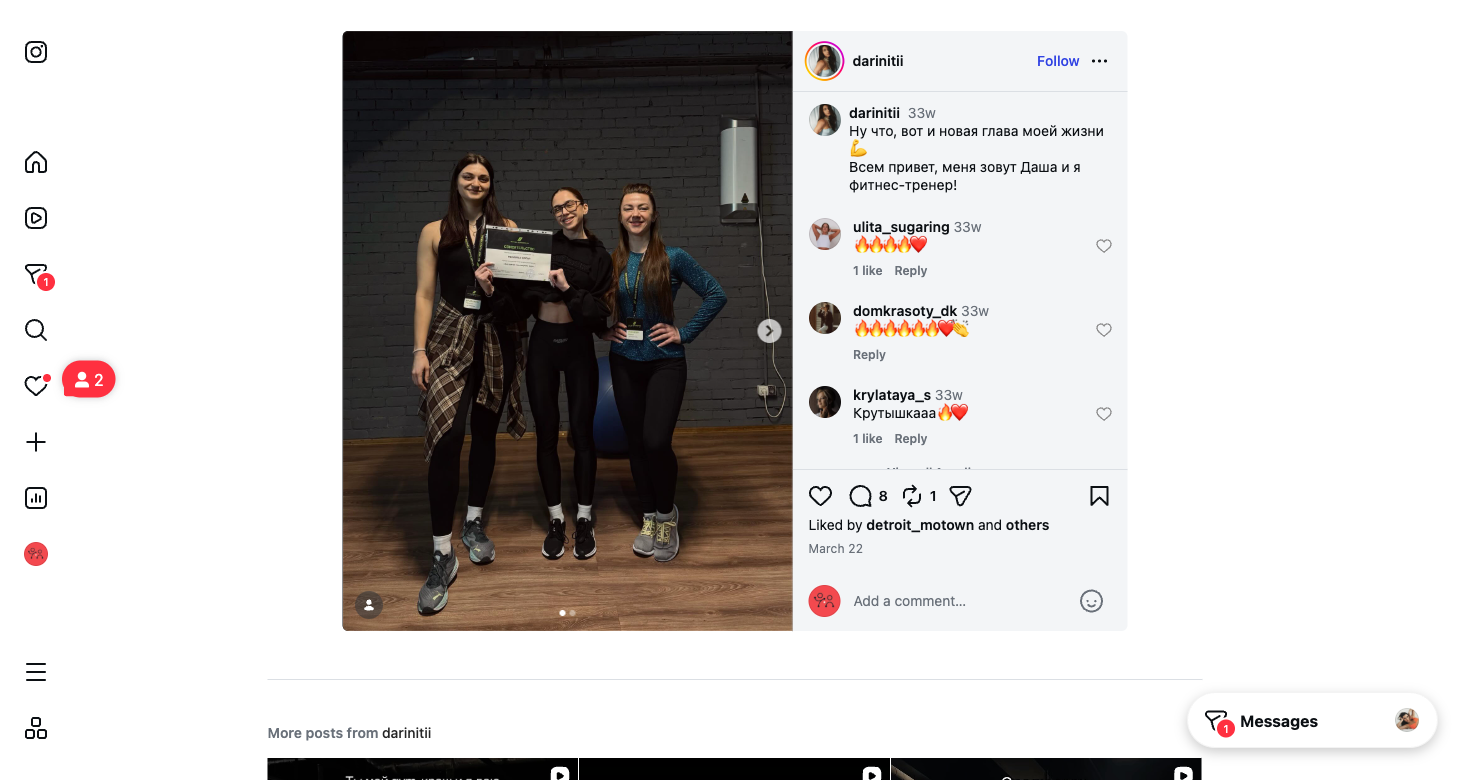 darinitii
Follow
darinitii 33w
Ну что, вот и новая глава моей жизни
💪
Всем привет, меня зовут Даша и я
фитнес-тренер!
ulita_sugaring 33w
🔥🔥🔥🔥❤️
1 like Reply
domkrasoty_dk 33w
🔥🔥🔥🔥🔥🔥❤️👏
Reply
krylataya_s 33w
Крутышкааа🔥❤️
1 like Reply
8 1
Liked by detroit_motown and others
March 22
Add a comment...
1
2
More posts from darinitii
1 Messages